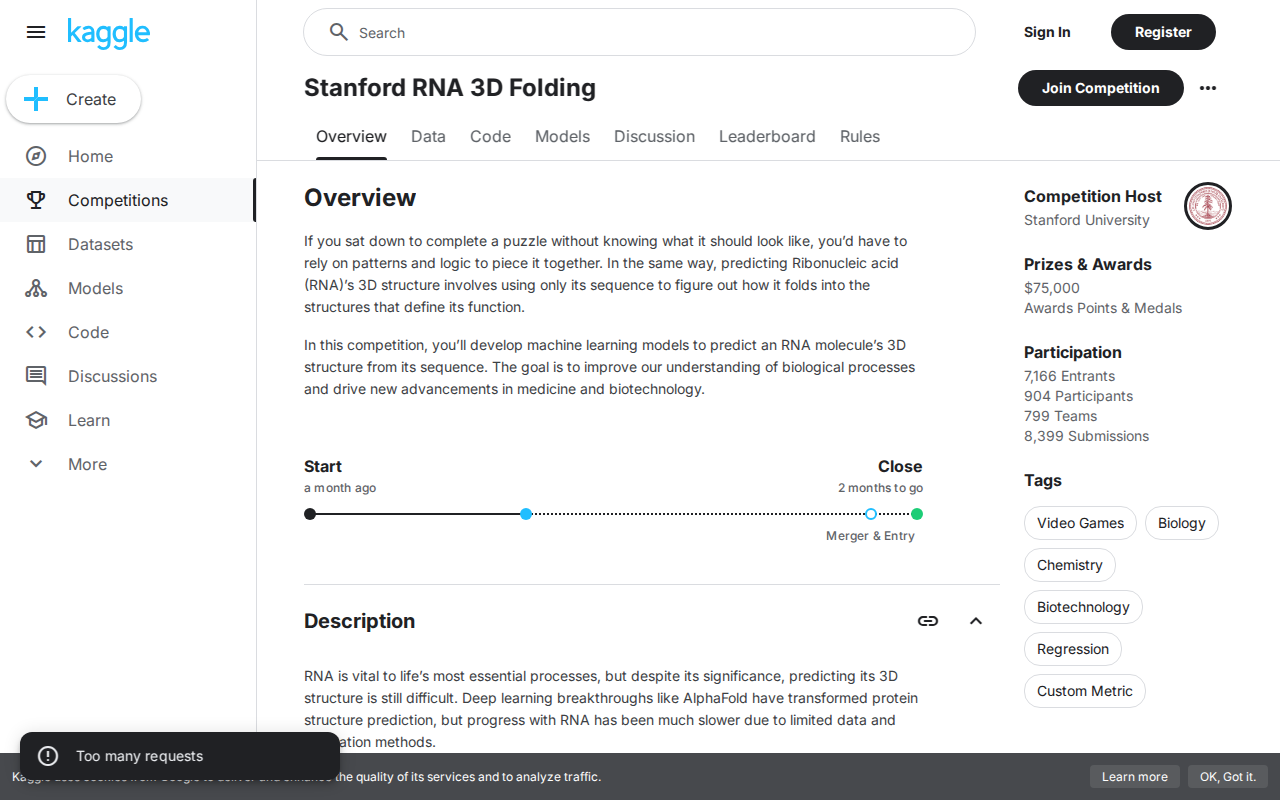 kaggle
Search
Sign In
Register
Create
Home
Competitions
Datasets
Models
Code
Discussions
Learn
More
Stanford RNA 3D Folding
Join Competition
Overview
Data
Code
Models
Discussion
Leaderboard
Rules
Overview
If you sat down to complete a puzzle without knowing what it should look like, you’d have to
rely on patterns and logic to piece it together. In the same way, predicting Ribonucleic acid
(RNA)’s 3D structure involves using only its sequence to figure out how it folds into the
structures that define its function.
In this competition, you’ll develop machine learning models to predict an RNA molecule’s 3D
structure from its sequence. The goal is to improve our understanding of biological processes
and drive new advancements in medicine and biotechnology.
Start
a month ago
Close
2 months to go
Merger & Entry
Description
RNA is vital to life’s most essential processes, but despite its significance, predicting its 3D
structure is still difficult. Deep learning breakthroughs like AlphaFold have transformed protein
structure prediction, but progress with RNA has been much slower due to limited data and
methods.
Competition Host
Stanford University
Prizes & Awards
$75,000
Awards Points & Medals
Participation
7,166 Entrants
904 Participants
799 Teams
8,399 Submissions
Tags
Video Games
Biology
Chemistry
Biotechnology
Regression
Custom Metric
Too many requests
the quality of its services and to analyze traffic.
Learn more
OK, Got it.